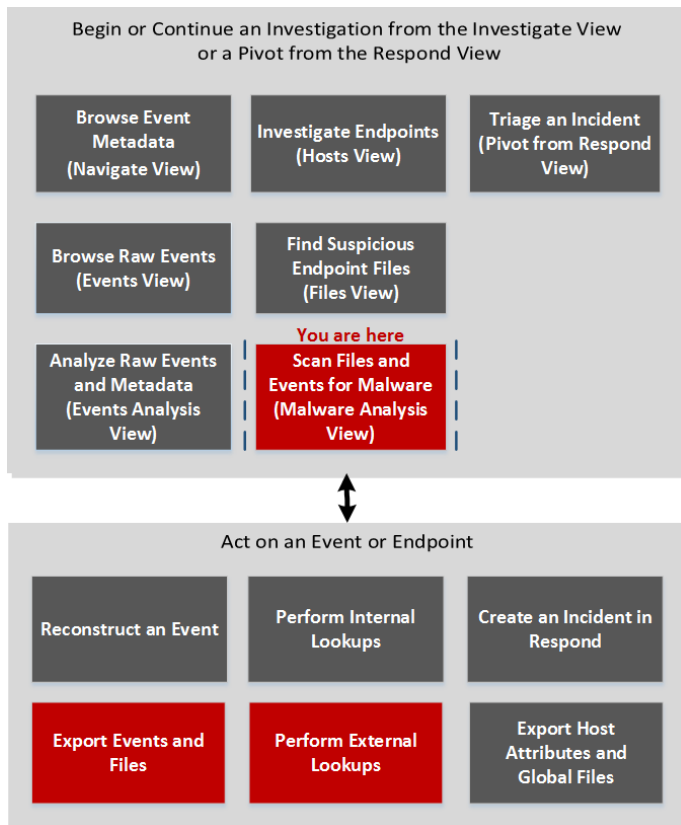 Begin or Continue an Investigation from the Investigate View
or a Pivot from the Respond View
Browse Event
Metadata
(Navigate View)
Investigate Endpoints
(Hosts View)
Triage an Incident
(Pivot from Respond
View)
Browse Raw Events
(Events View)
Find Suspicious
Endpoint Files
(Files View)
You are here
Analyze Raw Events
and Metadata
(Events Analysis
View)
Scan Files and
Events for Malware
(Malware Analysis
View)
Act on an Event or Endpoint
Reconstruct an Event
Perform Internal
Lookups
Create an Incident in
Respond
Export Events and
Files
Perform External
Lookups
Export Host
Attributes and
Global Files